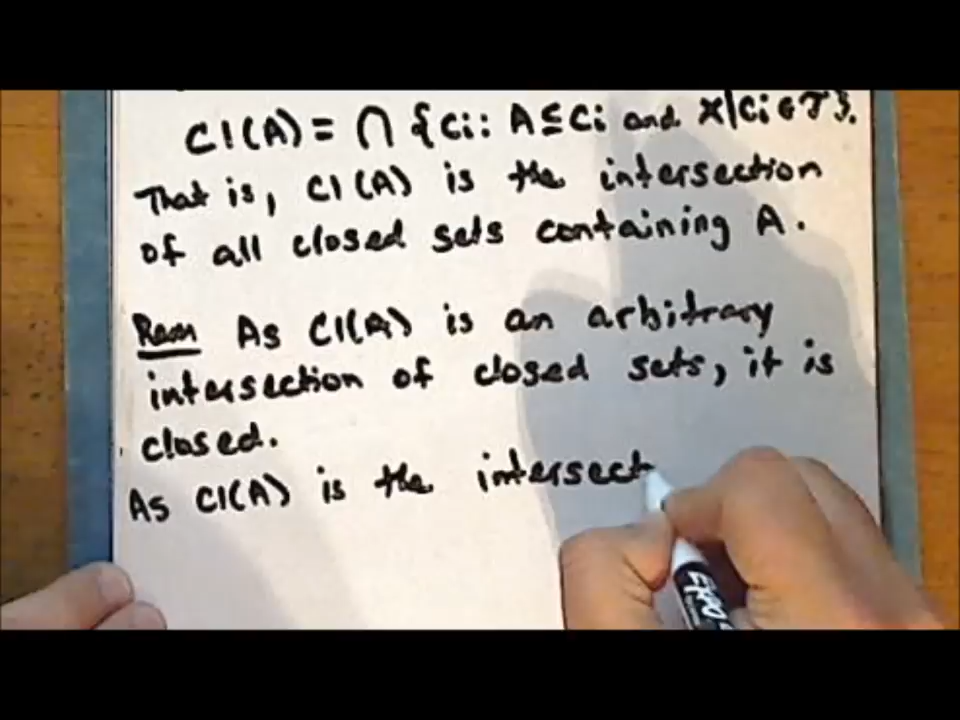 Cl(A) = ∩ {Ci : A ⊆ Ci and X\Ci ∈ T}.
That is, Cl(A) is the intersection
of all closed sets containing A.
Rem As Cl(A) is an arbitrary
intersection of closed sets, it is
closed.
As Cl(A) is the intersect
EXPO